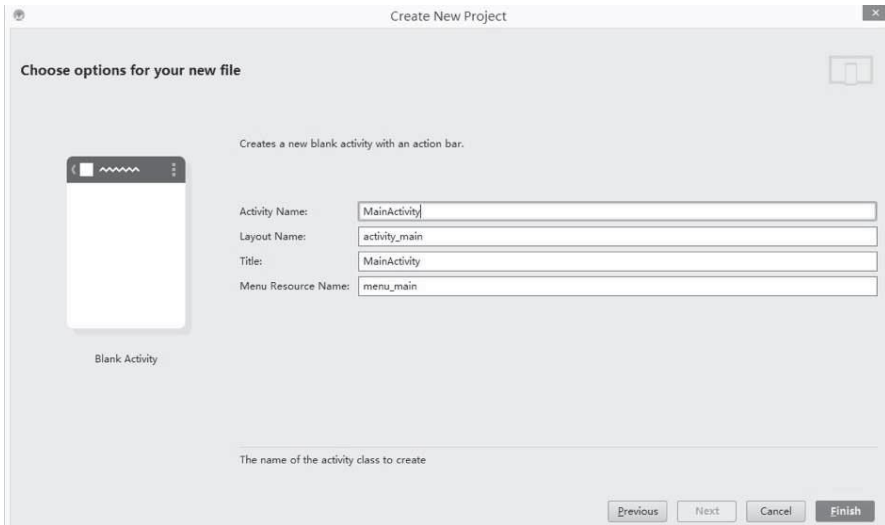 Create New Project
Choose options for your new file
Creates a new blank activity with an action bar.
Activity Name: MainActivity
Layout Name: activity_main
Title: MainActivity
Menu Resource Name: menu_main
Blank Activity
The name of the activity class to create
Previous Next Cancel Finish